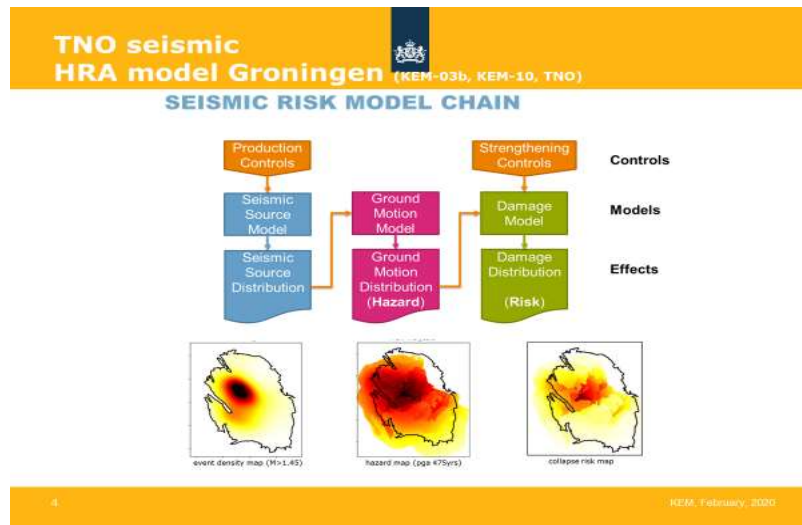 TNO seismic
HRA model Groningen (KEM-03b, KEM-10, TNO)
SEISMIC RISK MODEL CHAIN
Production
Controls
Strengthening
Controls
Controls
Seismic
Source
Model
Ground
Motion
Model
Damage
Model
Models
Seismic
Source
Distribution
Ground
Motion
Distribution
(Hazard)
Damage
Distribution
(Risk)
Effects
event density map (M>1.45)
hazard map (pga 475yrs)
collapse risk map
4
KEM, February, 2020